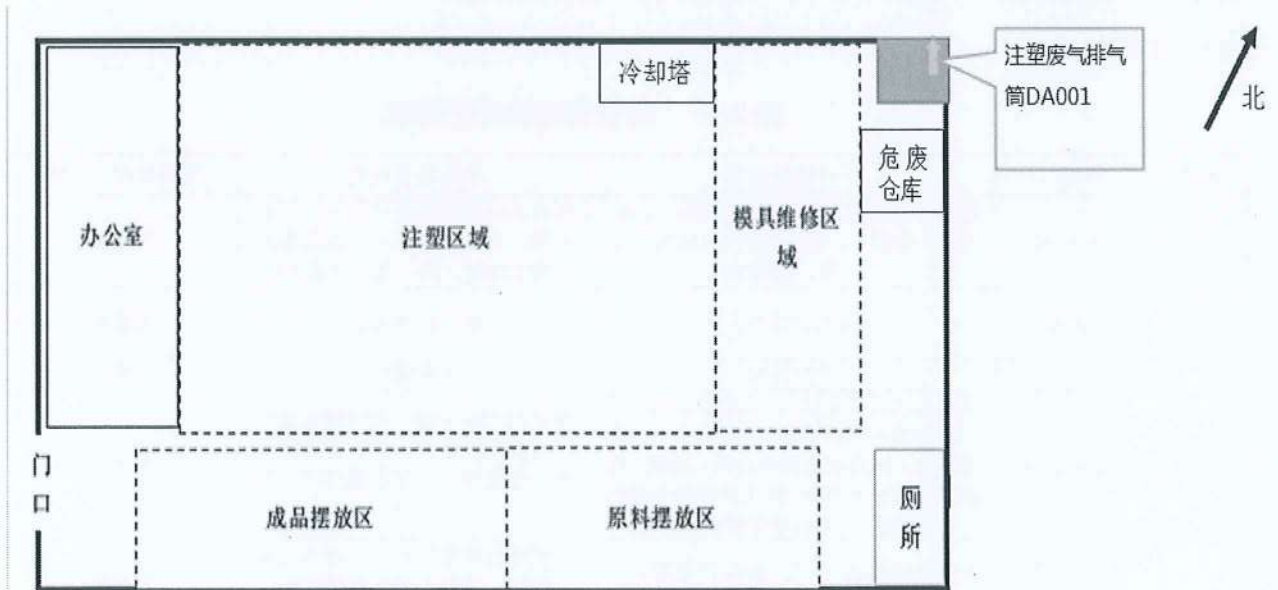 冷却塔
注塑废气排气
筒DA001
北
危废
仓库
办公室
注塑区域
模具维修区
域
门
口
成品摆放区
原料摆放区
厕
所